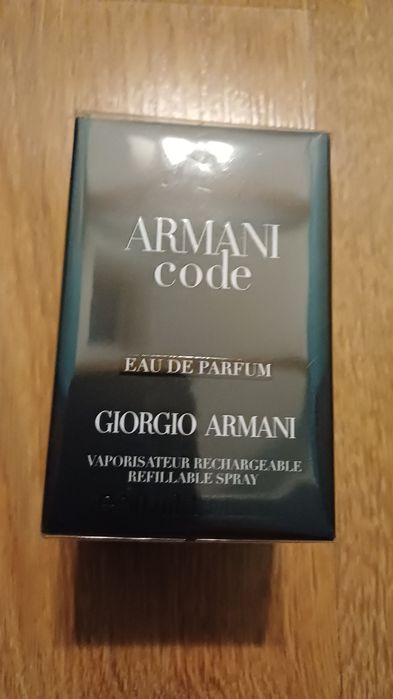 ARMANI
code
EAU DE PARFUM
GIORGIO ARMANI
VAPORISATEUR RECHARGEABLE
REFILLABLE SPRAY